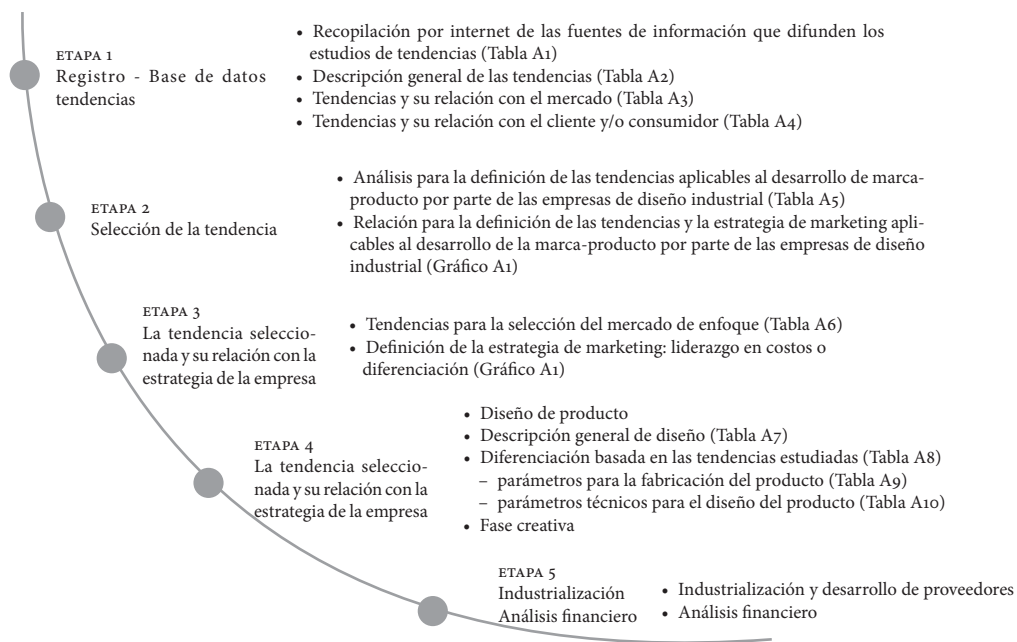 ETAPA 1
Registro - Base de datos
tendencias
• Recopilación por internet de las fuentes de información que difunden los
estudios de tendencias (Tabla A1)
• Descripción general de las tendencias (Tabla A2)
• Tendencias y su relación con el mercado (Tabla A3)
• Tendencias y su relación con el cliente y/o consumidor (Tabla A4)
ETAPA 2
Selección de la tendencia
• Análisis para la definición de las tendencias aplicables al desarrollo de marca-
producto por parte de las empresas de diseño industrial (Tabla A5)
• Relación para la definición de las tendencias y la estrategia de marketing apli-
cables al desarrollo de la marca-producto por parte de las empresas de diseño
industrial (Gráfico A1)
ETAPA 3
La tendencia seleccio-
nada y su relación con la
estrategia de la empresa
• Tendencias para la selección del mercado de enfoque (Tabla A6)
• Definición de la estrategia de marketing: liderazgo en costos o
diferenciación (Gráfico A1)
ETAPA 4
La tendencia seleccio-
nada y su relación con la
estrategia de la empresa
• Diseño de producto
• Descripción general de diseño (Tabla A7)
• Diferenciación basada en las tendencias estudiadas (Tabla A8)
– parámetros para la fabricación del producto (Tabla A9)
– parámetros técnicos para el diseño del producto (Tabla A10)
• Fase creativa
ETAPA 5
Industrialización
Análisis financiero
• Industrialización y desarrollo de proveedores
• Análisis financiero